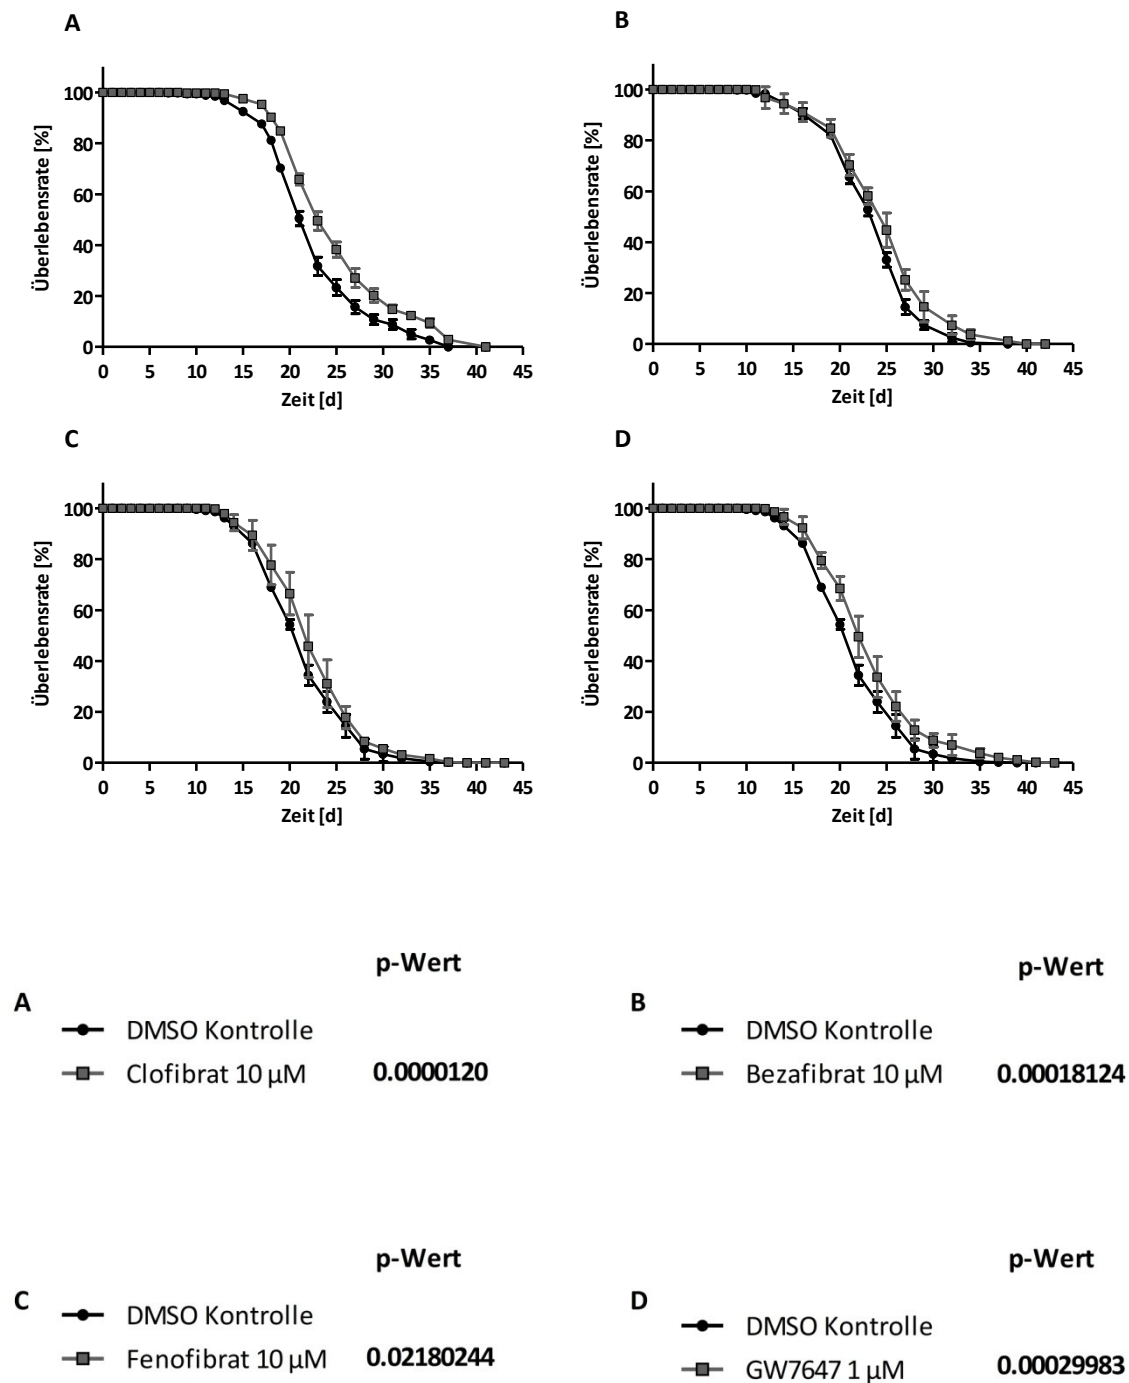 A
B
Überlebensrate [%]
100
80
60
40
20
0
0 5 10 15 20 25 30 35 40 45
Zeit [d]
Überlebensrate [%]
100
80
60
40
20
0
0 5 10 15 20 25 30 35 40 45
Zeit [d]
C
D
Überlebensrate [%]
100
80
60
40
20
0
0 5 10 15 20 25 30 35 40 45
Zeit [d]
Überlebensrate [%]
100
80
60
40
20
0
0 5 10 15 20 25 30 35 40 45
Zeit [d]
p-Wert
A
DMSO Kontrolle
Clofibrat 10 µM 0.0000120
p-Wert
B
DMSO Kontrolle
Bezafibrat 10 µM 0.00018124
p-Wert
C
DMSO Kontrolle
Fenofibrat 10 µM 0.02180244
p-Wert
D
DMSO Kontrolle
GW7647 1 µM 0.00029983